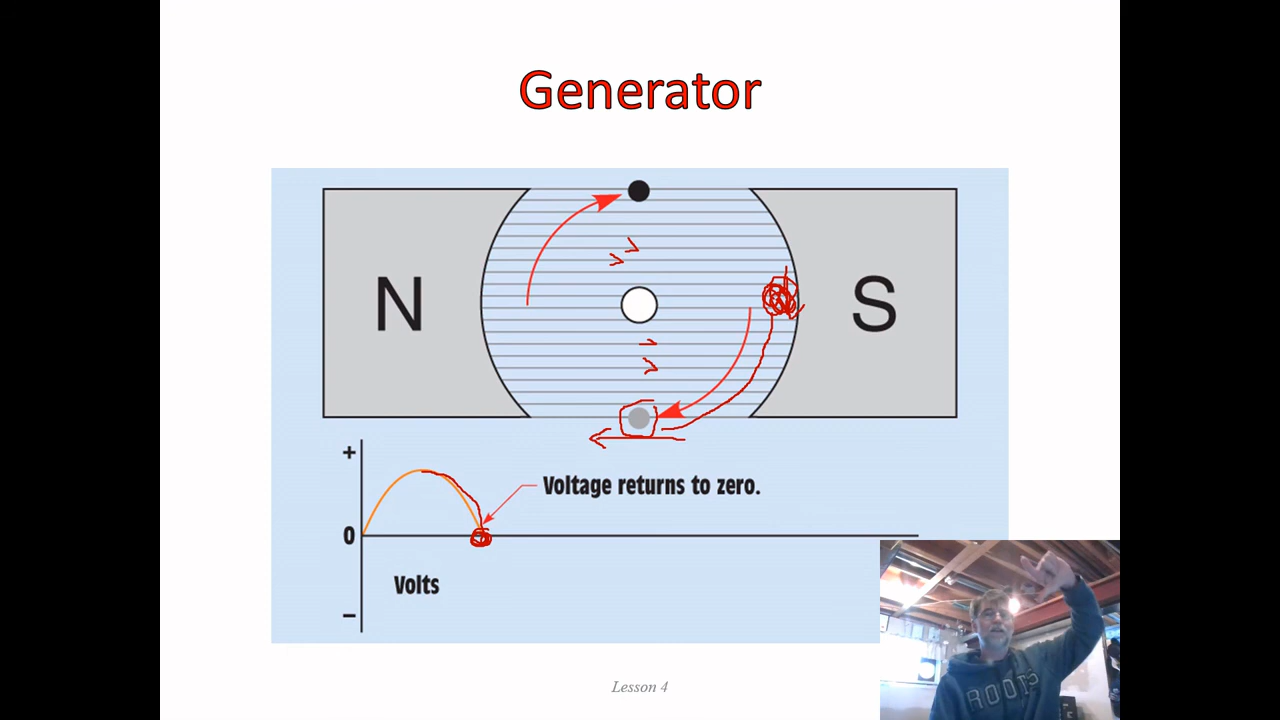 Generator
N
S
+
Voltage returns to zero.
0
Volts
–
Lesson 4
ROOTS